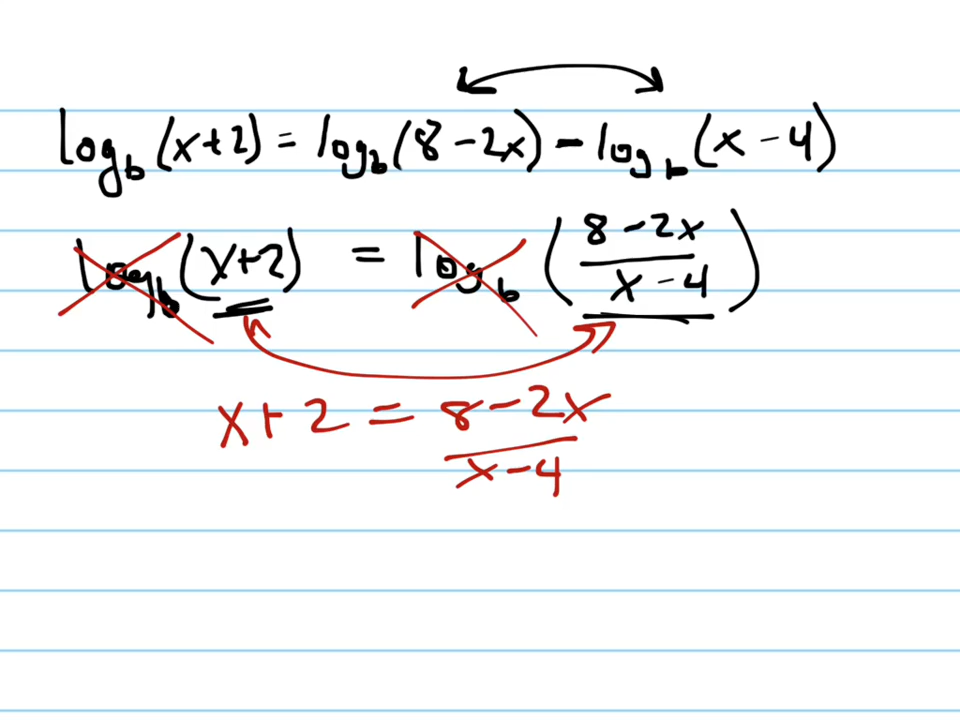 log_b (x+2) = log_b (8-2x) - log_b (x-4)
log_b (x+2) = log_b ((8-2x)/(x-4))
x+2 = (8-2x)/(x-4)